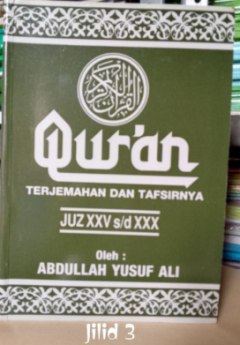 القرآن الكريم
Qur'an
TERJEMAHAN DAN TAFSIRNYA
JUZ XXV s/d XXX
Oleh :
ABDULLAH YUSUF ALI
Jilid 3